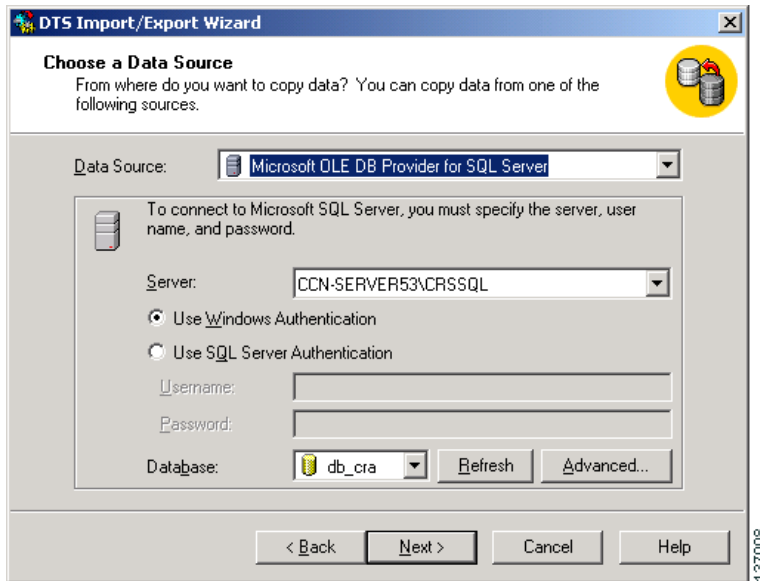 DTS Import/Export Wizard
Choose a Data Source
From where do you want to copy data? You can copy data from one of the
following sources.
Data Source: Microsoft OLE DB Provider for SQL Server
To connect to Microsoft SQL Server, you must specify the server, user
name, and password.
Server: CCN-SERVER53\CRSSQL
Use Windows Authentication
Use SQL Server Authentication
Username:
Password:
Database: db_cra Refresh Advanced...
< Back Next > Cancel Help
137008